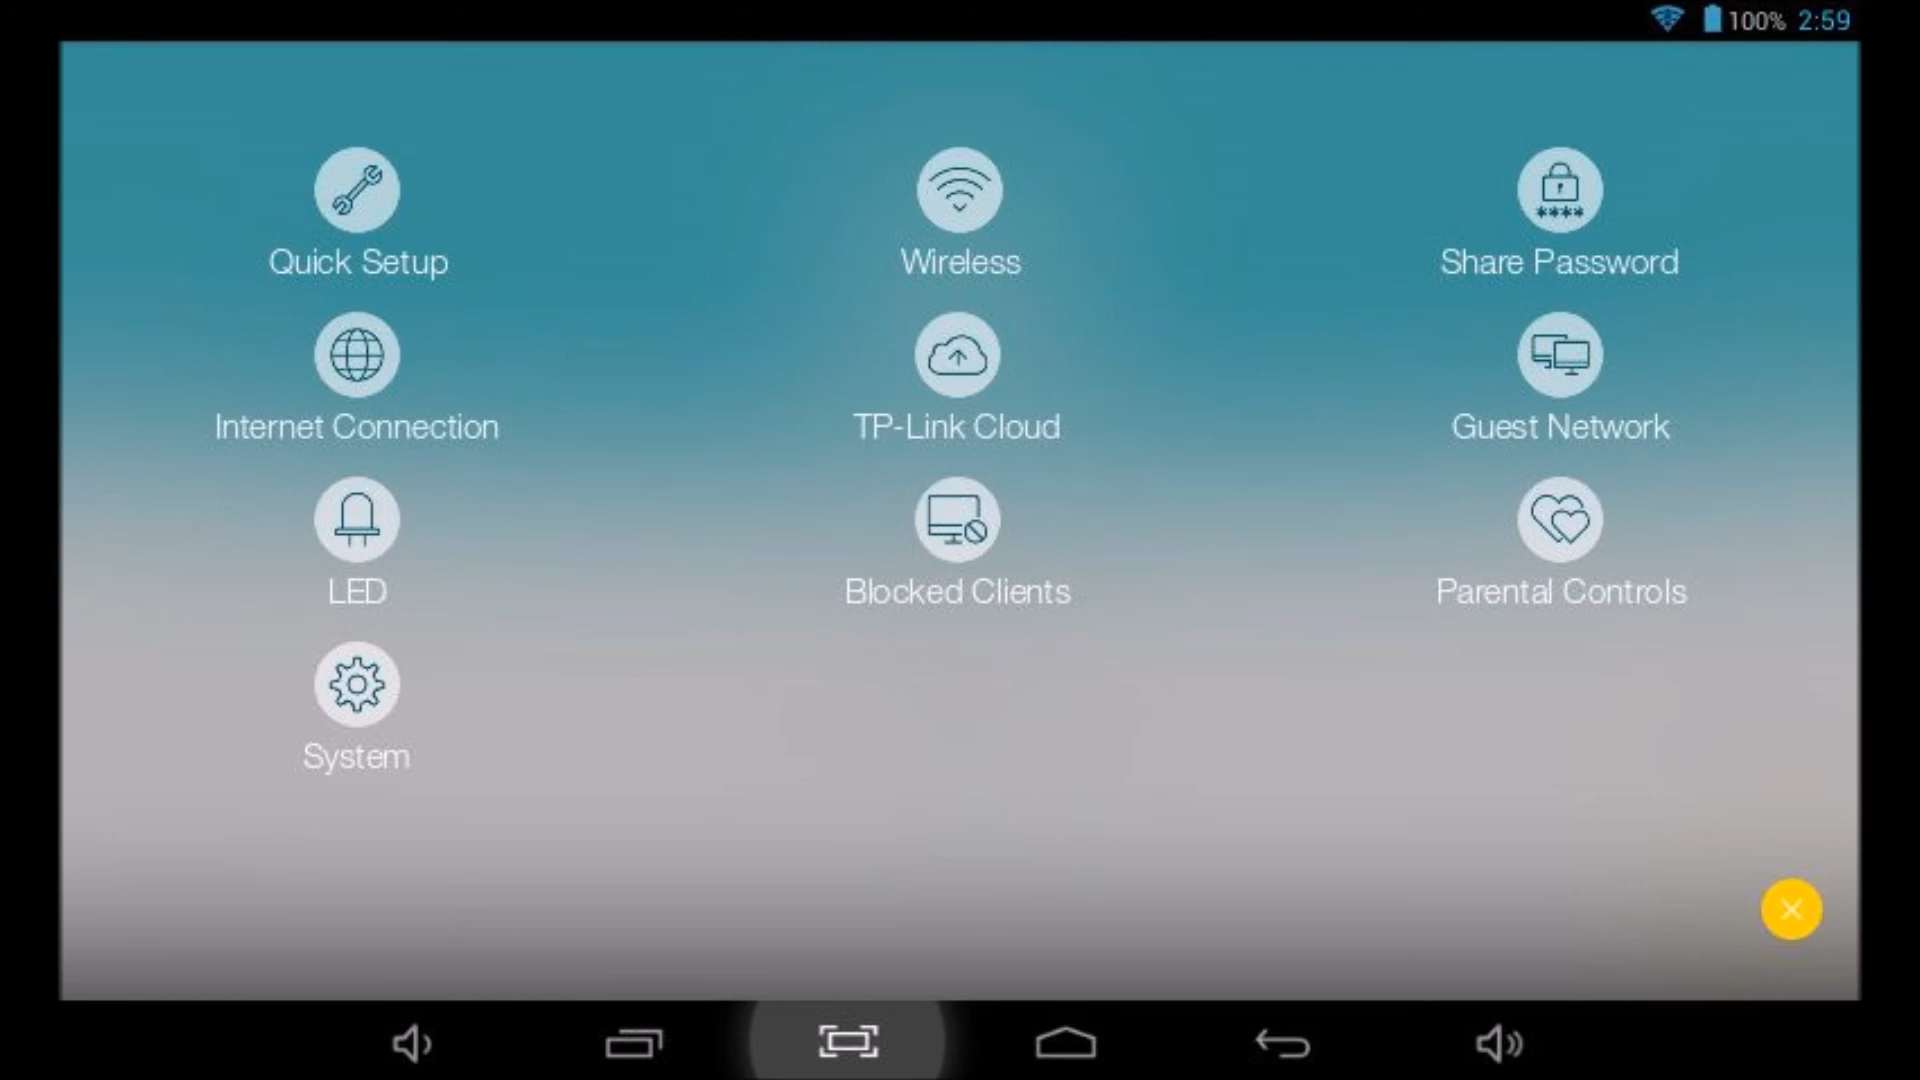 100% 2:59
Quick Setup
Wireless
Share Password
Internet Connection
TP-Link Cloud
Guest Network
LED
Blocked Clients
Parental Controls
System